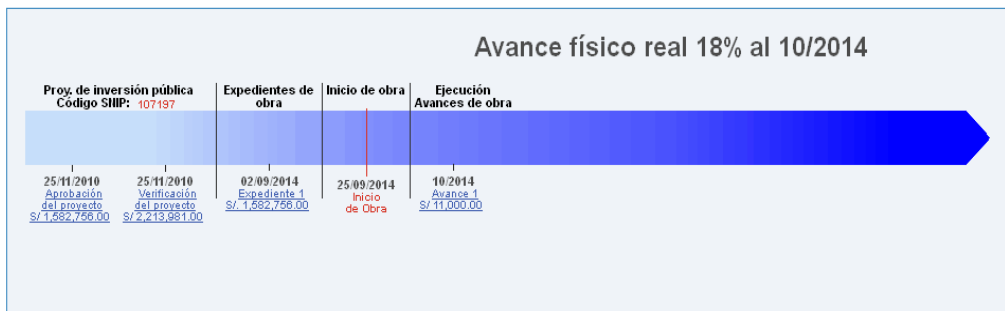 Avance físico real 18% al 10/2014
Proy. de inversión pública
Código SNIP: 107197
Expedientes de
obra
Inicio de obra
Ejecución
Avances de obra
25/11/2010
Aprobación
del proyecto
S/ 1,582,756.00
25/11/2010
Verificación
del proyecto
S/ 2,213,981.00
02/09/2014
Expediente 1
S/. 1,582,756.00
25/09/2014
Inicio
de Obra
10/2014
Avance 1
S/ 11,000.00